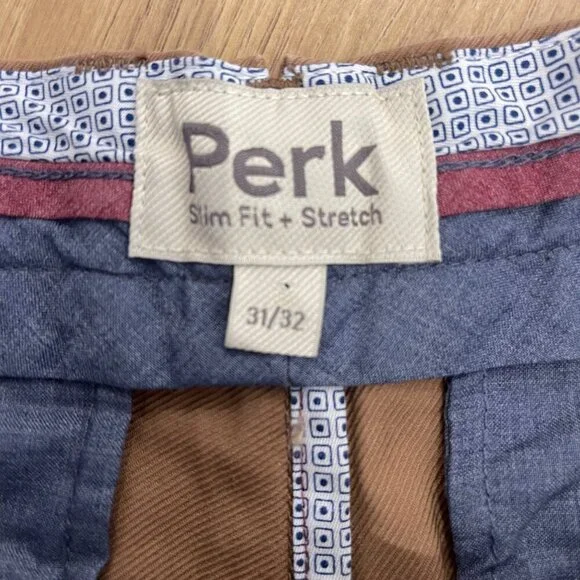 Perk
Slim Fit + Stretch
31/32